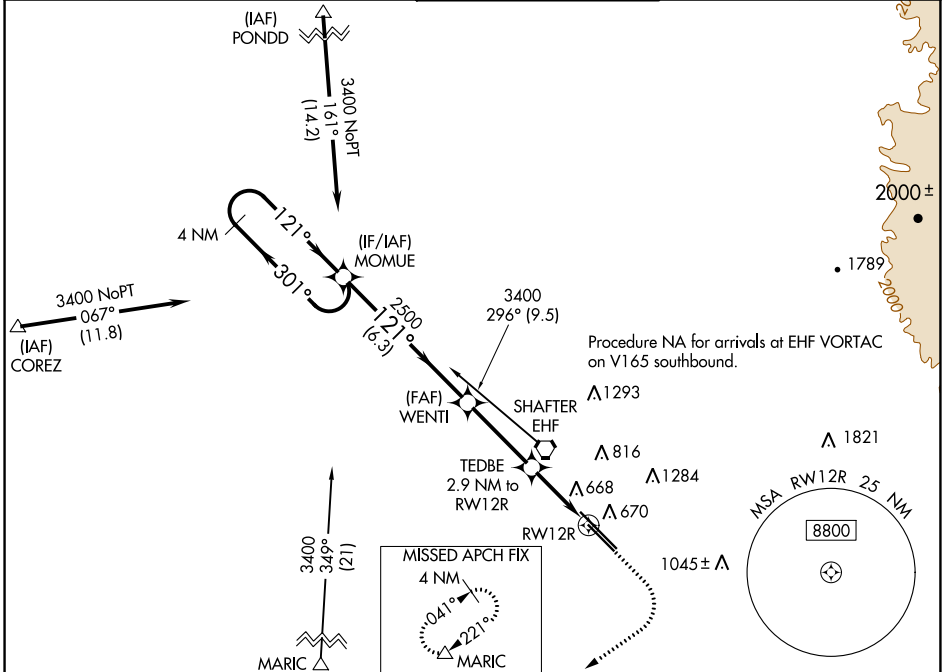 (IAF)
PONDD
3400 NoPT
161°
(14.2)
2000±
1789
2000
4 NM
121°
301°
(IF/IAF)
MOMUE
3400 NoPT
067°
(11.8)
(IAF)
COREZ
2500
121°
(6.3)
3400
296° (9.5)
Procedure NA for arrivals at EHF VORTAC
on V165 southbound.
(FAF)
WENTI
SHAFTER
EHF
1293
816
1284
1821
TEDBE
2.9 NM to
RW12R
668
670
RW12R
1045±
MSA RW12R 25 NM
8800
3400
349°
(21)
MARIC
MISSED APCH FIX
4 NM
041°
221°
MARIC